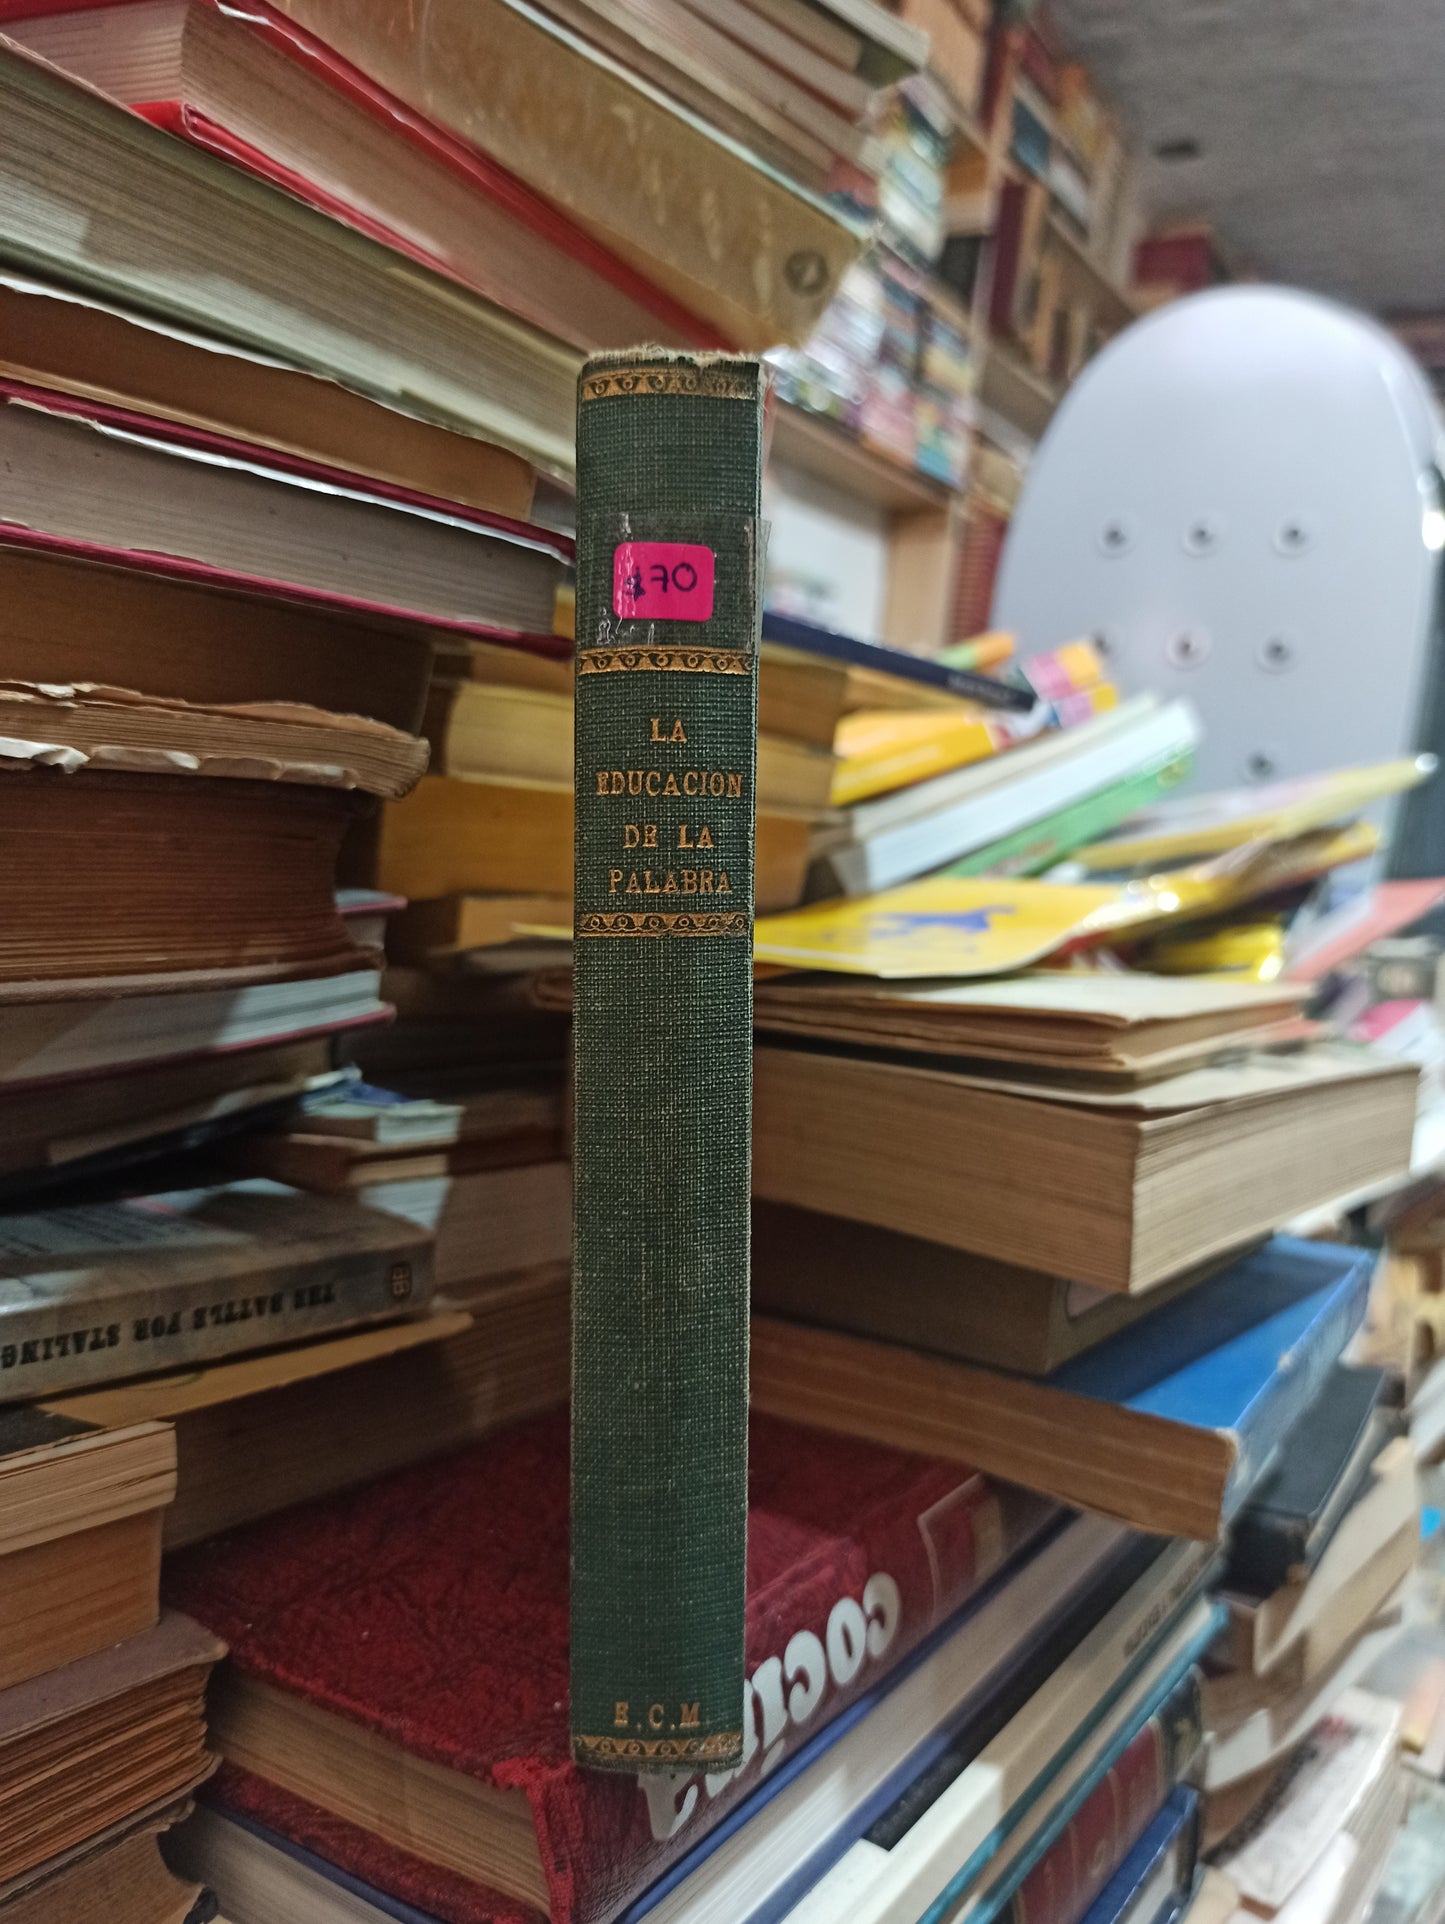 $70
LA
EDUCACION
DE LA
PALABRA
E.C.M.
THE BATTLE FOR STALING
cocina